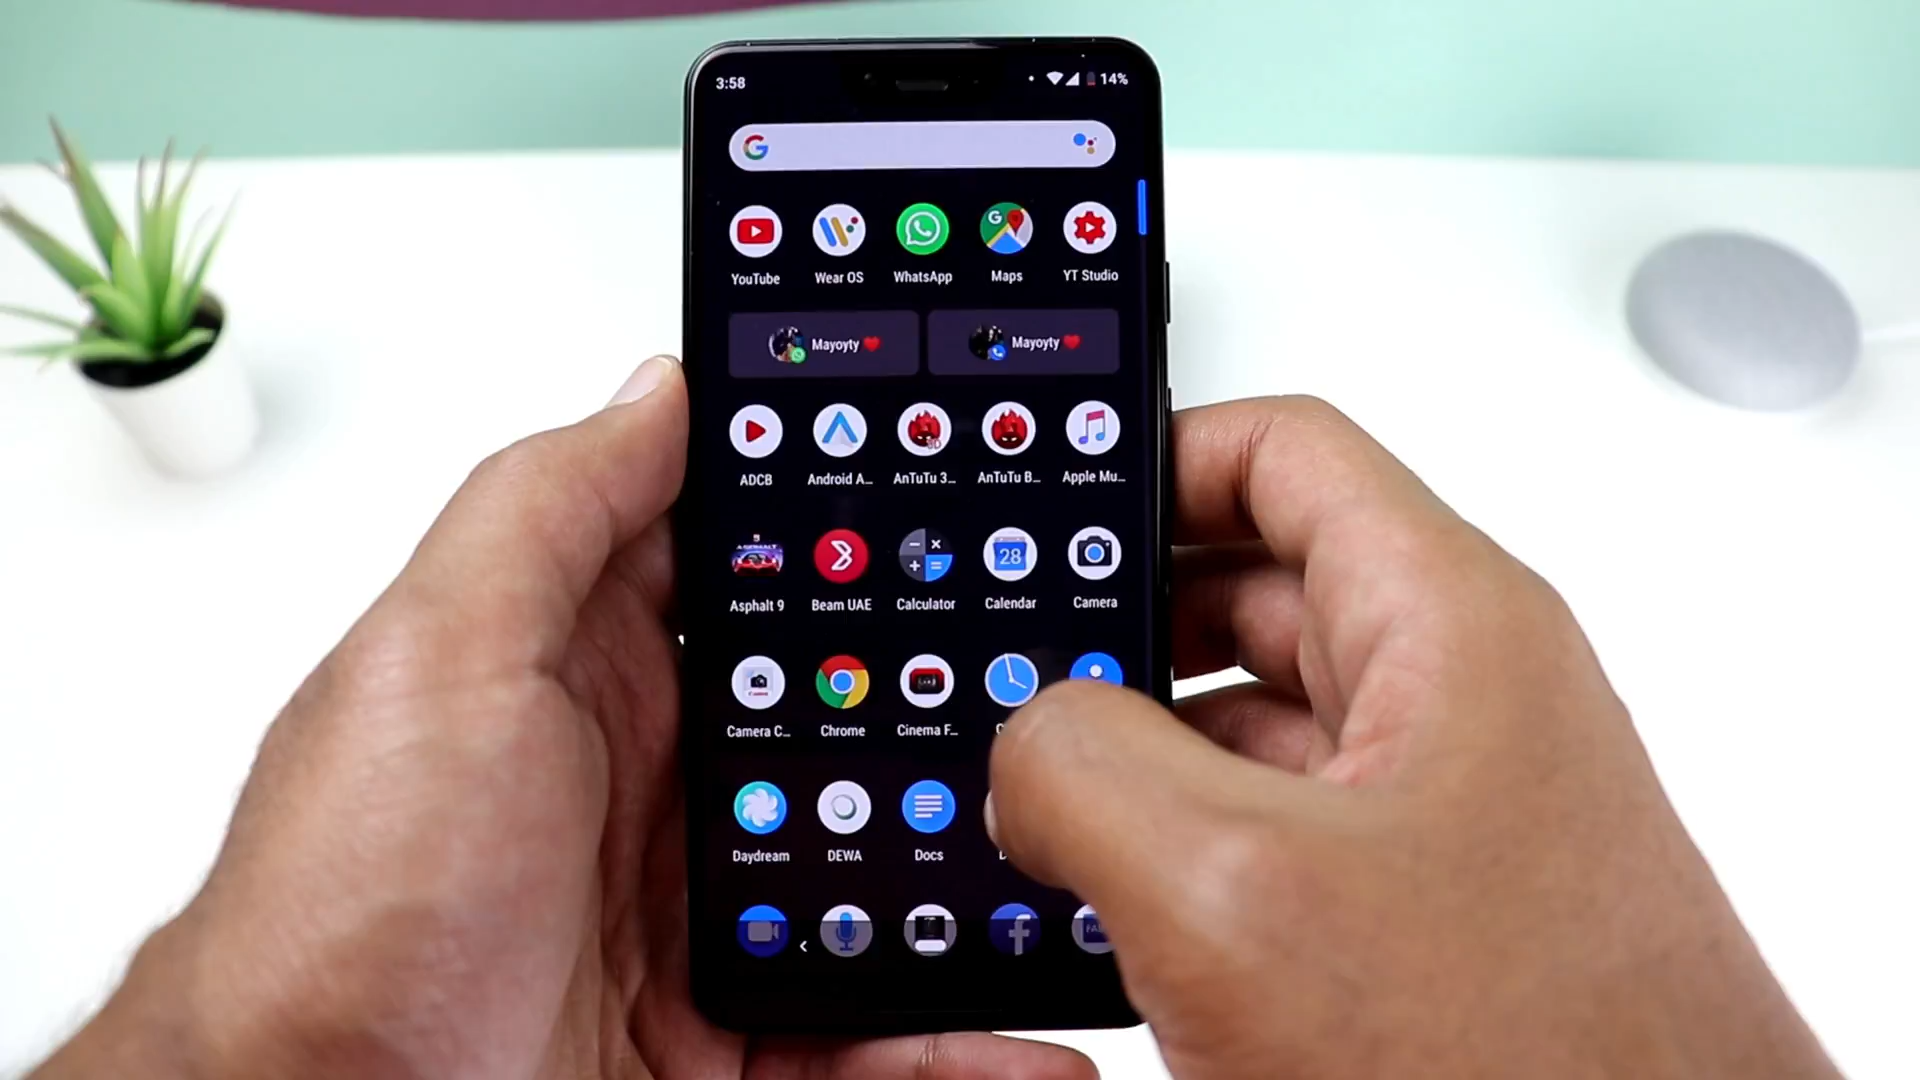 3:58 14%
YouTube Wear OS WhatsApp Maps YT Studio
Mayoyty Mayoyty
ADCB Android A... AnTuTu 3... AnTuTu B... Apple Mu...
ASPHALT
28
Asphalt 9 Beam UAE Calculator Calendar Camera
Camera C... Chrome Cinema F...
Daydream DEWA Docs